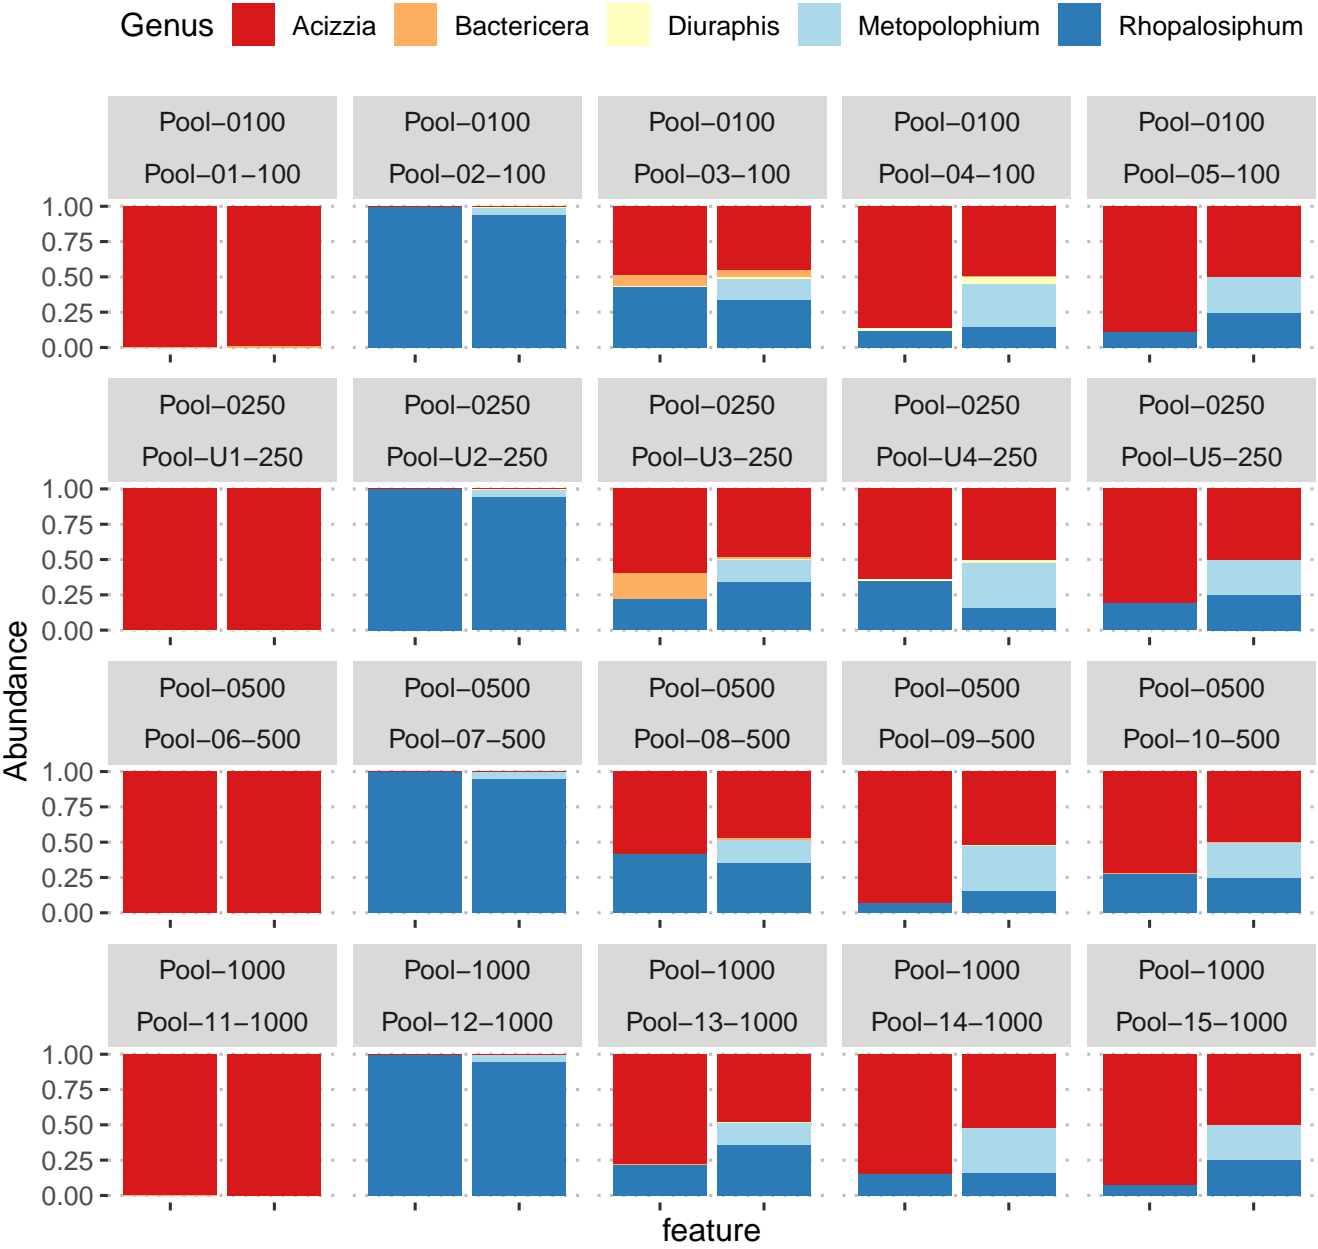 Genus Acizzia Bactericera Diuraphis Metopolophium Rhopalosiphum
Pool−0100 Pool−0100 Pool−0100 Pool−0100 Pool−0100
Pool−01−100 Pool−02−100 Pool−03−100 Pool−04−100 Pool−05−100
1.00
0.75
0.50
0.25
0.00
Pool−0250 Pool−0250 Pool−0250 Pool−0250 Pool−0250
Pool−U1−250 Pool−U2−250 Pool−U3−250 Pool−U4−250 Pool−U5−250
1.00
0.75
0.50
0.25
0.00
Abundance
Pool−0500 Pool−0500 Pool−0500 Pool−0500 Pool−0500
Pool−06−500 Pool−07−500 Pool−08−500 Pool−09−500 Pool−10−500
1.00
0.75
0.50
0.25
0.00
Pool−1000 Pool−1000 Pool−1000 Pool−1000 Pool−1000
Pool−11−1000 Pool−12−1000 Pool−13−1000 Pool−14−1000 Pool−15−1000
1.00
0.75
0.50
0.25
0.00
feature